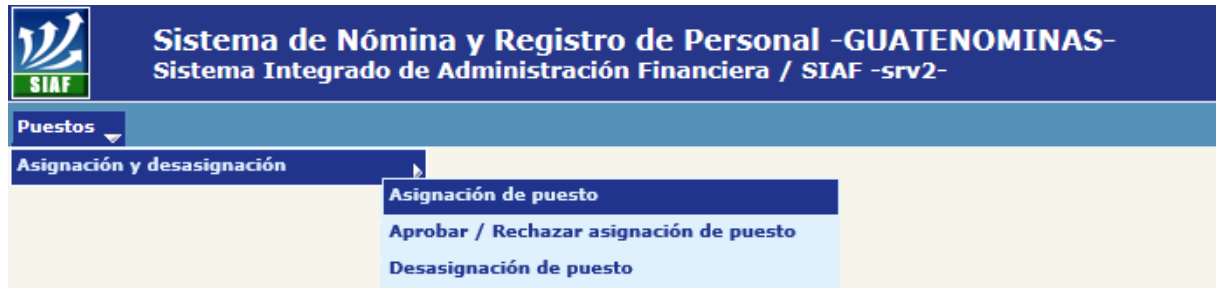 Sistema de Nómina y Registro de Personal -GUATENOMINAS-
Sistema Integrado de Administración Financiera / SIAF -srv2-
SIAF
Puestos
Asignación y desasignación
Asignación de puesto
Aprobar / Rechazar asignación de puesto
Desasignación de puesto